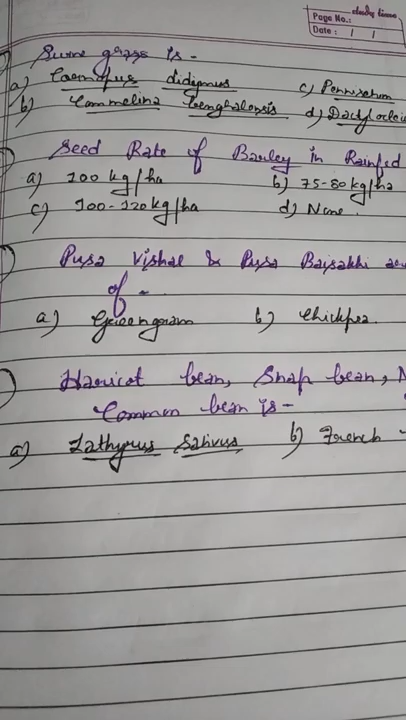 study time
Page No.:
Date: / /
Swine grass is -
a) Coronopus didymus c) Pennisetum
b) Commelina benghalensis d) Dactylocte
Seed Rate of Barley in Rainfed
a) 100 kg/ha b) 75-80 kg/ha
c) 100-120 kg/ha d) None
Pusa Vishal & Pusa Baisakhi are
of -
a) Greengram b) Chickpea
Haricot bean, Snap bean,
Common bean is -
a) Lathyrus Sativus b) French